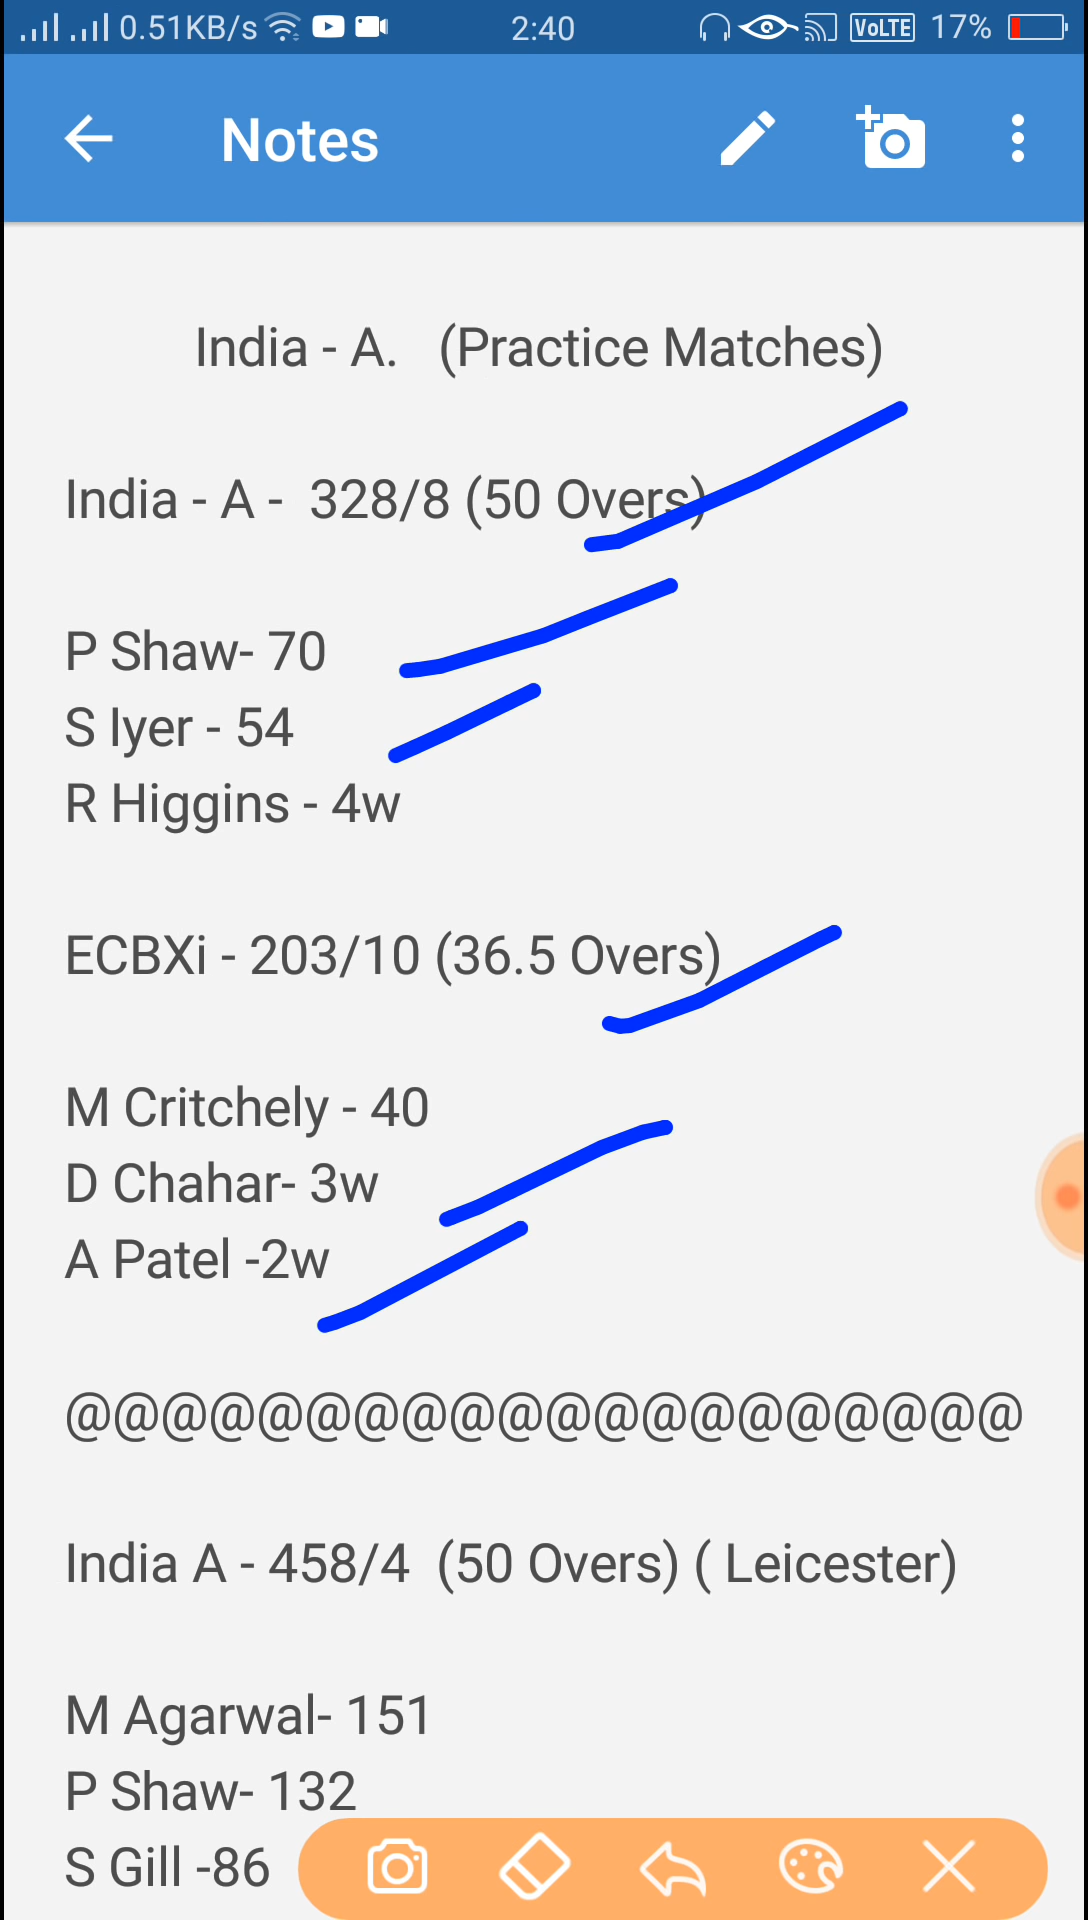 0.51KB/s 2:40 VoLTE 17%
Notes
India - A. (Practice Matches)
India - A - 328/8 (50 Overs)
P Shaw- 70
S Iyer - 54
R Higgins - 4w
ECBXi - 203/10 (36.5 Overs)
M Critchely - 40
D Chahar- 3w
A Patel -2w
@@@@@@@@@@@@@@@@@@@@
India A - 458/4 (50 Overs) ( Leicester)
M Agarwal- 151
P Shaw- 132
S Gill -86